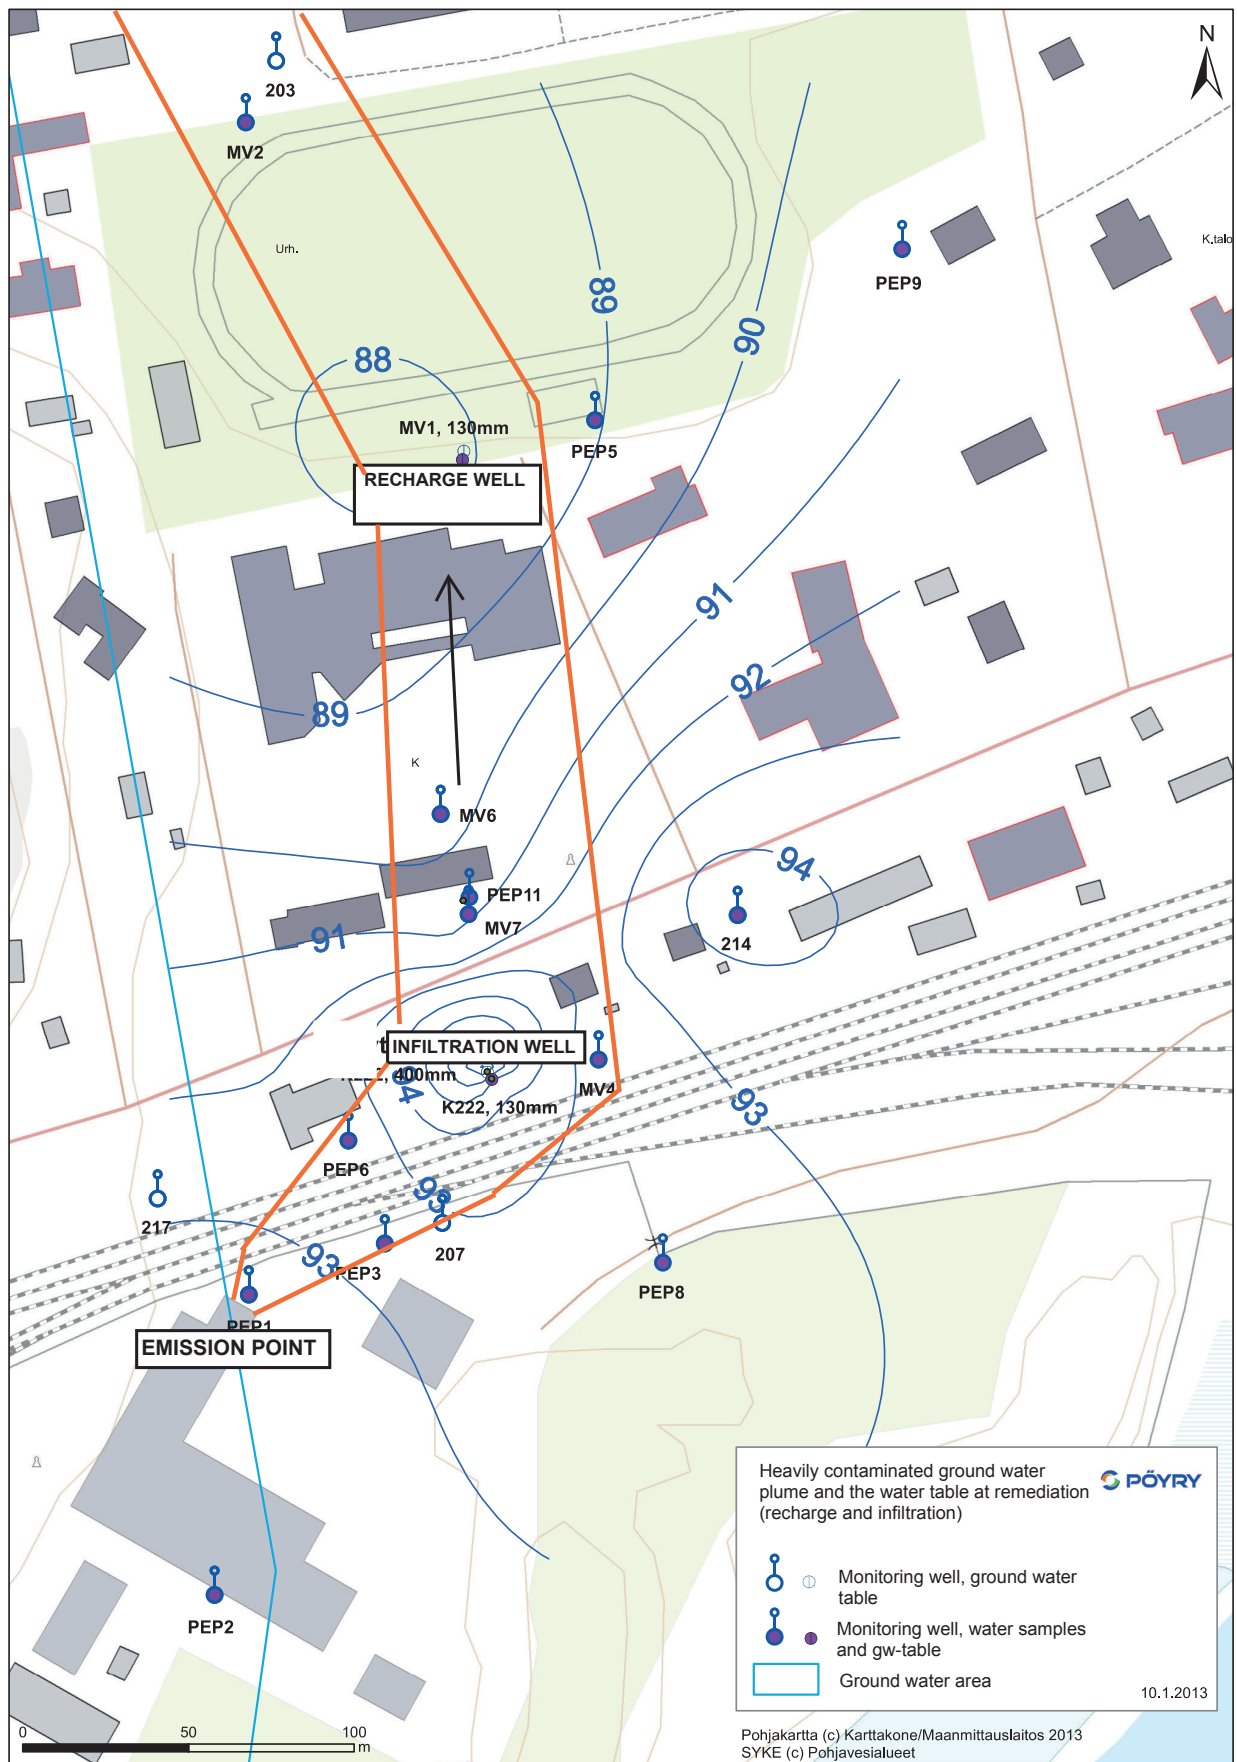 N
203
MV2
Urh.
K.talo
PEP9
89
90
88
MV1, 130mm
PEP5
RECHARGE WELL
91
92
89
K
MV6
94
PEP11
MV7
91
214
INFILTRATION WELL
400mm
94
K222, 130mm
MV4
93
PEP6
93
217
207
93
PEP3
PEP8
PEP1
EMISSION POINT
PEP2
Heavily contaminated ground water
plume and the water table at remediation
(recharge and infiltration)
PÖYRY
Monitoring well, ground water
table
Monitoring well, water samples
and gw-table
Ground water area
10.1.2013
0 50 100
m
Pohjakartta (c) Karttakone/Maanmittauslaitos 2013
SYKE (c) Pohjavesialueet